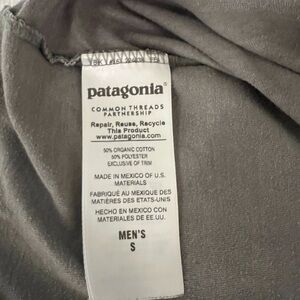 patagonia®
COMMON THREADS
PARTNERSHIP
Repair, Reuse, Recycle
This Product
www.patagonia.com
50% ORGANIC COTTON
50% POLYESTER
EXCLUSIVE OF TRIM
MADE IN MEXICO OF U.S.
MATERIALS
FABRIQUÉ AU MEXIQUE DES
MATIÈRES DES ETATS-UNIS
HECHO EN MEXICO CON
MATERIALES DE EE.UU.
MEN'S
S